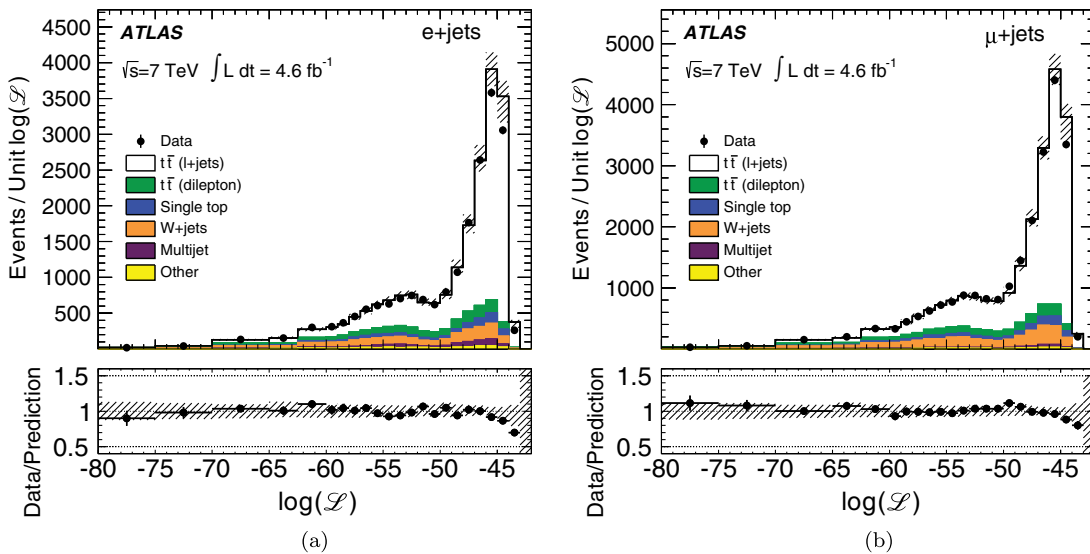 ATLAS
e+jets
√s=7 TeV ∫ L dt = 4.6 fb⁻¹
Events / Unit log(ℒ)
4500
4000
3500
3000
2500
2000
1500
1000
500
Data
tt̄ (l+jets)
tt̄ (dilepton)
Single top
W+jets
Multijet
Other
Data/Prediction
1.5
1
0.5
-80 -75 -70 -65 -60 -55 -50 -45
log(ℒ)
(a)
ATLAS
μ+jets
√s=7 TeV ∫ L dt = 4.6 fb⁻¹
Events / Unit log(ℒ)
5000
4000
3000
2000
1000
Data
tt̄ (l+jets)
tt̄ (dilepton)
Single top
W+jets
Multijet
Other
Data/Prediction
1.5
1
0.5
-80 -75 -70 -65 -60 -55 -50 -45
log(ℒ)
(b)